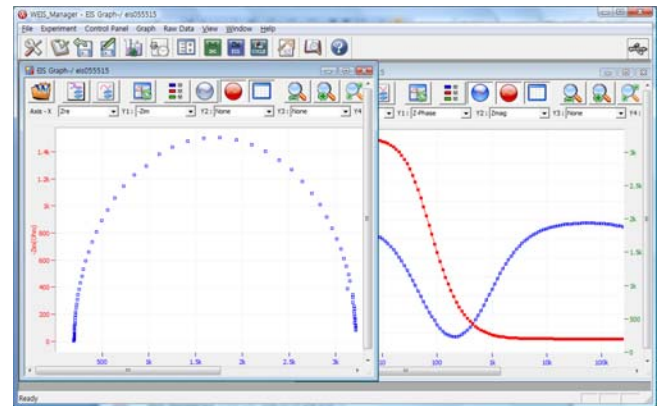 WEIS_Manager - EIS Graph-/ eis055515
File Experiment Control Panel Graph Raw Data View Window Help
EIS Graph-/ eis055515
Axis-X Zre Y1: -Zim Y2: None Y3: None Y4
1.4k
1.2k
1k
800
600
400
200
0
500 1k 1.5k 2k 2.5k 3k
Y1: Z-Phase Y2: Zmag Y3: None Y4:
3k
2.5k
2k
1.5k
1k
500
0
100 1k 10k 100k
Ready